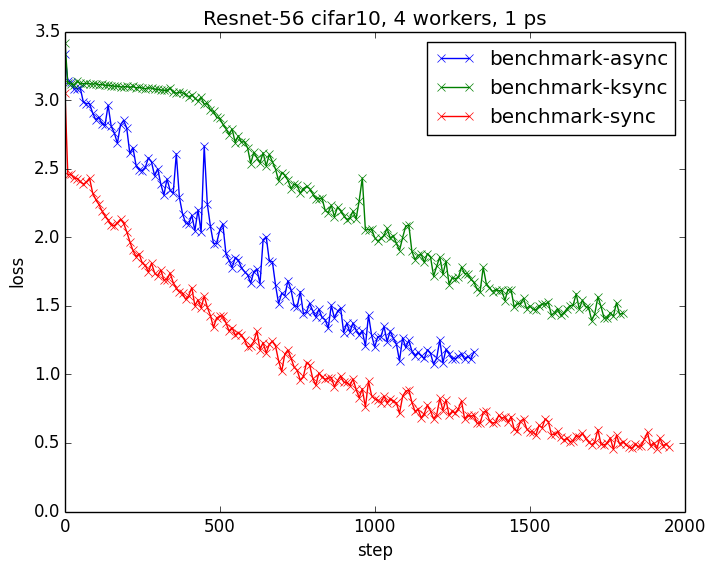 Resnet-56 cifar10, 4 workers, 1 ps
3.5
3.0
2.5
2.0
1.5
1.0
0.5
0.0
loss
benchmark-async
benchmark-ksync
benchmark-sync
0 500 1000 1500 2000
step